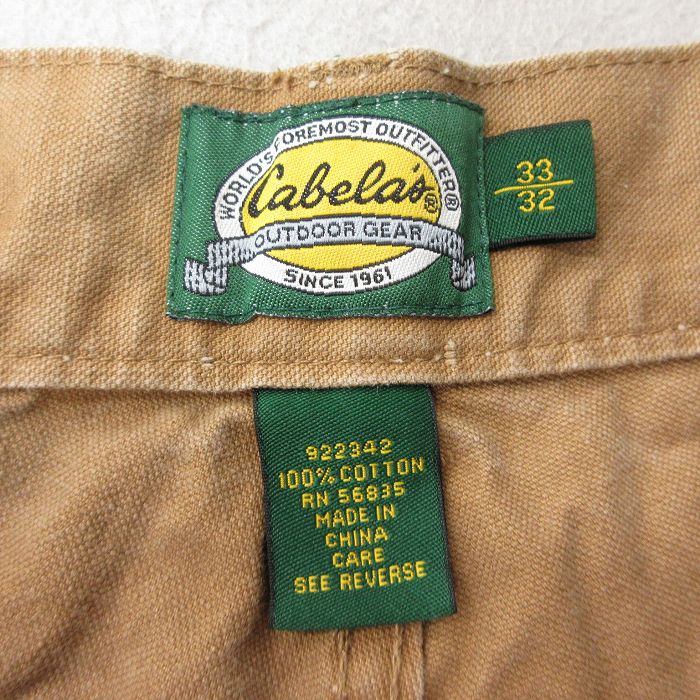 WORLD'S FOREMOST OUTFITTER®
Cabela's®
OUTDOOR GEAR
SINCE 1961
33
32
922342
100% COTTON
RN 56835
MADE IN
CHINA
CARE
SEE REVERSE